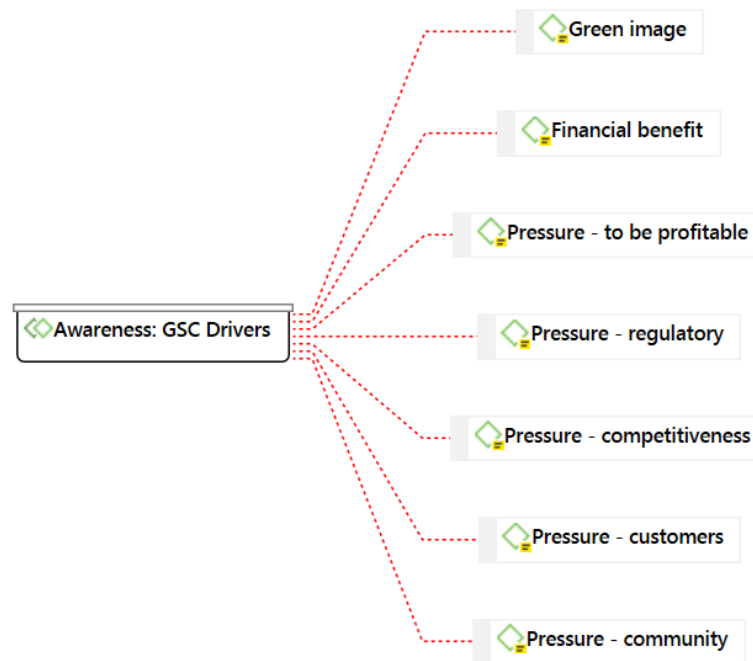 Green image
Financial benefit
Pressure - to be profitable
Awareness: GSC Drivers
Pressure - regulatory
Pressure - competitiveness
Pressure - customers
Pressure - community